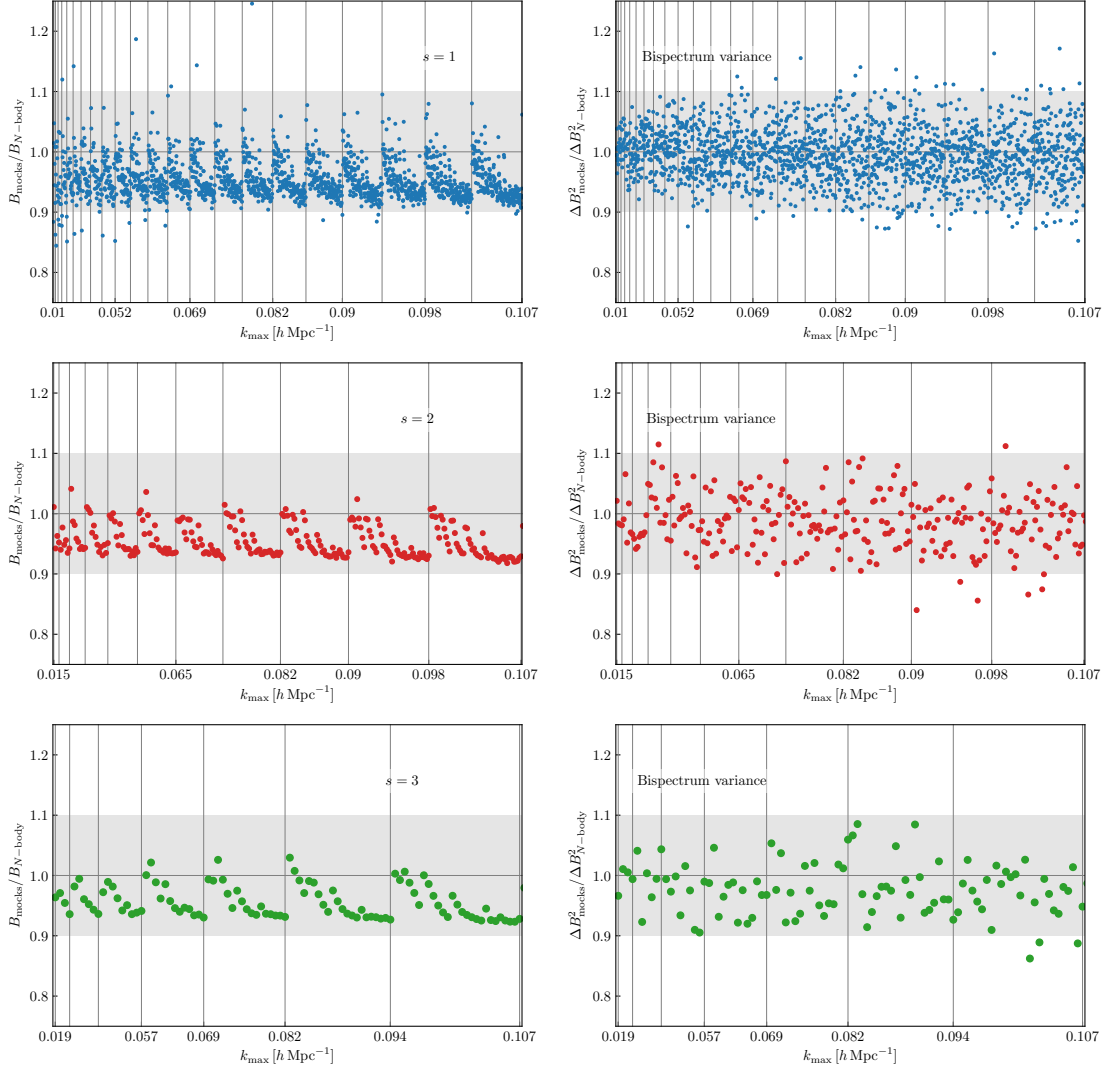 1.2
1.1
1.0
0.9
0.8
B_mocks/B_N−body
s = 1
0.01 0.052 0.069 0.082 0.09 0.098 0.107
k_max [h Mpc⁻¹]
1.2
1.1
1.0
0.9
0.8
ΔB²_mocks/ΔB²_N−body
Bispectrum variance
0.01 0.052 0.069 0.082 0.09 0.098 0.107
k_max [h Mpc⁻¹]
1.2
1.1
1.0
0.9
0.8
B_mocks/B_N−body
s = 2
0.015 0.065 0.082 0.09 0.098 0.107
k_max [h Mpc⁻¹]
1.2
1.1
1.0
0.9
0.8
ΔB²_mocks/ΔB²_N−body
Bispectrum variance
0.015 0.065 0.082 0.09 0.098 0.107
k_max [h Mpc⁻¹]
1.2
1.1
1.0
0.9
0.8
B_mocks/B_N−body
s = 3
0.019 0.057 0.069 0.082 0.094 0.107
k_max [h Mpc⁻¹]
1.2
1.1
1.0
0.9
0.8
ΔB²_mocks/ΔB²_N−body
Bispectrum variance
0.019 0.057 0.069 0.082 0.094 0.107
k_max [h Mpc⁻¹]